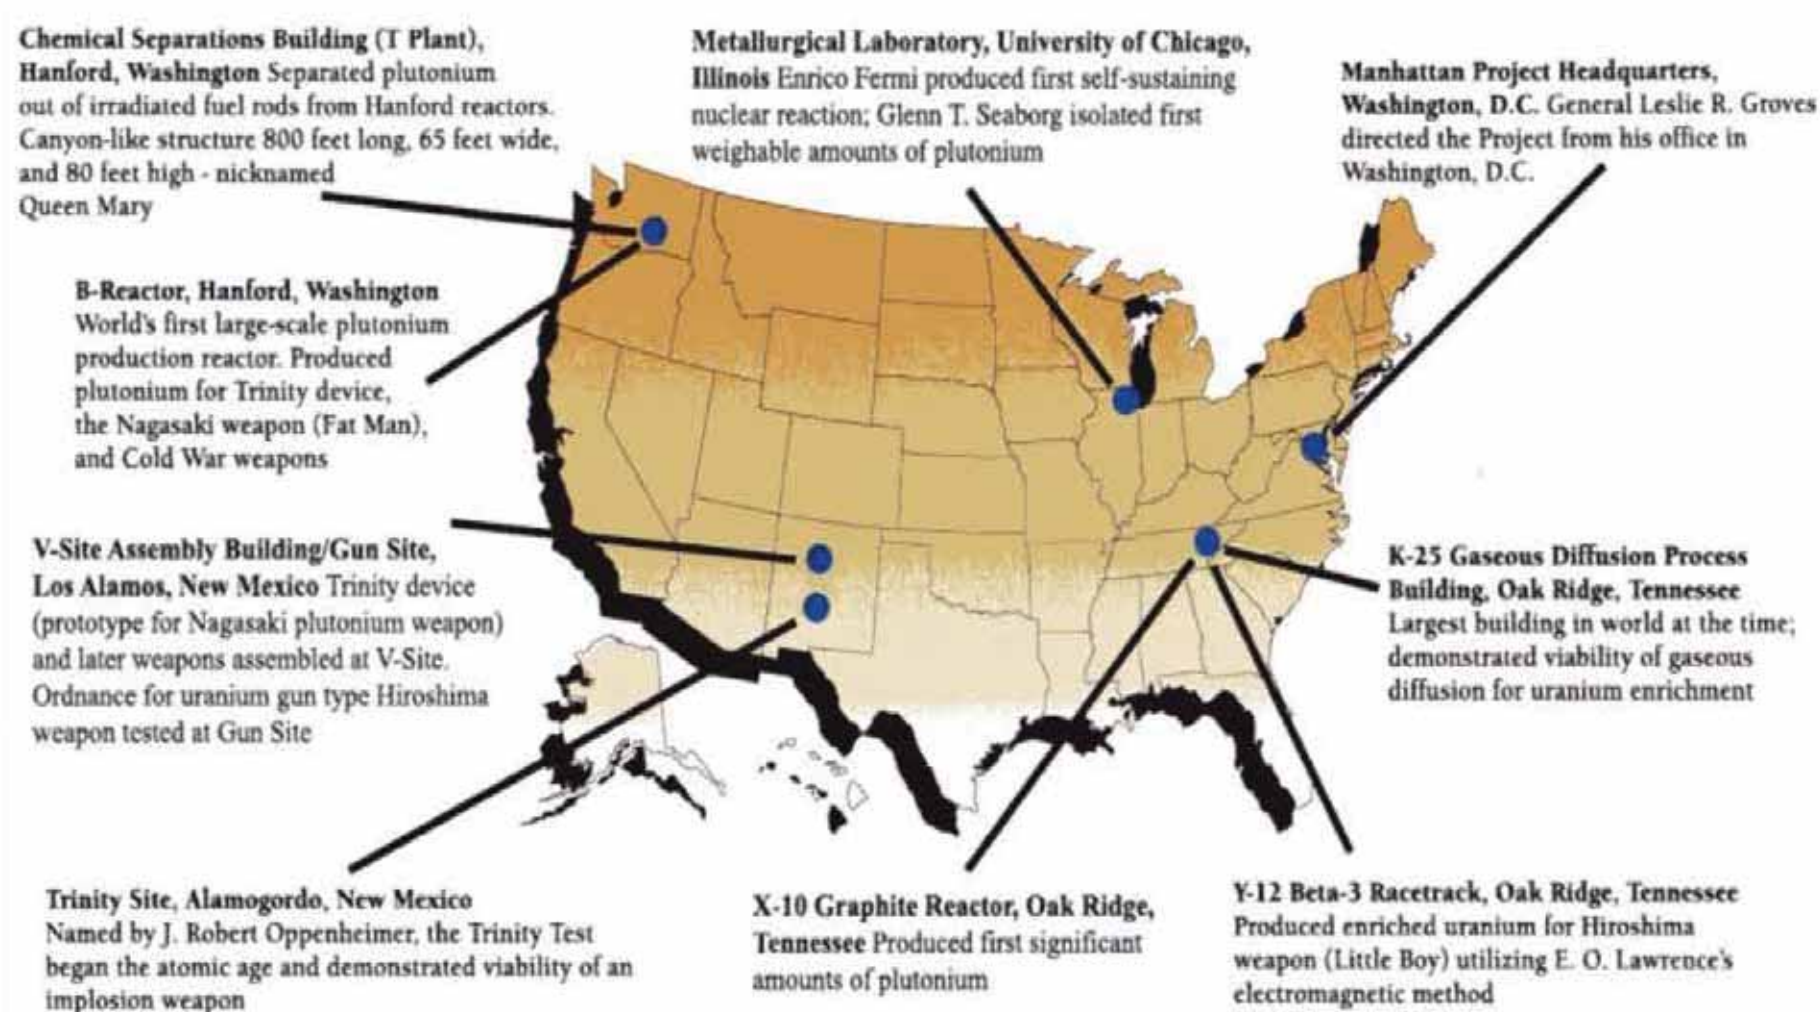 Chemical Separations Building (T Plant),
Hanford, Washington Separated plutonium
out of irradiated fuel rods from Hanford reactors.
Canyon-like structure 800 feet long, 65 feet wide,
and 80 feet high - nicknamed
Queen Mary
Metallurgical Laboratory, University of Chicago,
Illinois Enrico Fermi produced first self-sustaining
nuclear reaction; Glenn T. Seaborg isolated first
weighable amounts of plutonium
Manhattan Project Headquarters,
Washington, D.C. General Leslie R. Groves
directed the Project from his office in
Washington, D.C.
B-Reactor, Hanford, Washington
World's first large-scale plutonium
production reactor. Produced
plutonium for Trinity device,
the Nagasaki weapon (Fat Man),
and Cold War weapons
V-Site Assembly Building/Gun Site,
Los Alamos, New Mexico Trinity device
(prototype for Nagasaki plutonium weapon)
and later weapons assembled at V-Site.
Ordnance for uranium gun type Hiroshima
weapon tested at Gun Site
K-25 Gaseous Diffusion Process
Building, Oak Ridge, Tennessee
Largest building in world at the time;
demonstrated viability of gaseous
diffusion for uranium enrichment
Trinity Site, Alamogordo, New Mexico
Named by J. Robert Oppenheimer, the Trinity Test
began the atomic age and demonstrated viability of an
implosion weapon
X-10 Graphite Reactor, Oak Ridge,
Tennessee Produced first significant
amounts of plutonium
Y-12 Beta-3 Racetrack, Oak Ridge, Tennessee
Produced enriched uranium for Hiroshima
weapon (Little Boy) utilizing E. O. Lawrence's
electromagnetic method